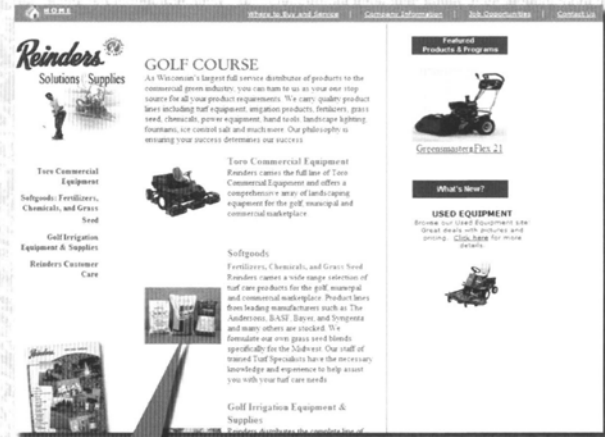 HOME
Where to Buy and Service | Company Information | Job Opportunities | Contact Us
Reinders
Solutions Supplies
GOLF COURSE
As Wisconsin's largest full service distributor of products to the
commercial green industry, you can turn to us as your one stop
source for all your product requirements. We carry quality product
lines including turf equipment, irrigation products, fertilizers, grass
seed, chemicals, power equipment, hand tools, landscape lighting,
fountains, ice control salt and much more. Our philosophy is
ensuring your success determines our success.
Toro Commercial
Equipment
Softgoods: Fertilizers,
Chemicals, and Grass
Seed
Golf Irrigation
Equipment & Supplies
Reinders Customer
Care
Toro Commercial Equipment
Reinders carries the full line of Toro
Commercial Equipment and offers a
comprehensive array of landscaping
equipment for the golf, municipal and
commercial marketplace.
Softgoods
Fertilizers, Chemicals, and Grass Seed
Reinders carries a wide range selection of
turf care products for the golf, municipal
and commercial marketplace. Product lines
from leading manufacturers such as The
Andersons, BASF, Bayer, and Syngenta
and many others are stocked. We
formulate our own grass seed blends
specifically for the Midwest. Our staff of
trained Turf Specialists have the necessary
knowledge and experience to help assist
you with your turf care needs.
Golf Irrigation Equipment &
Supplies
Reinders distributes the complete line of
Featured
Products & Programs
Greensmaster Flex 21
What's New?
USED EQUIPMENT
Browse our Used Equipment site.
Great deals with pictures and
pricing. Click here for more
details.
Reinders